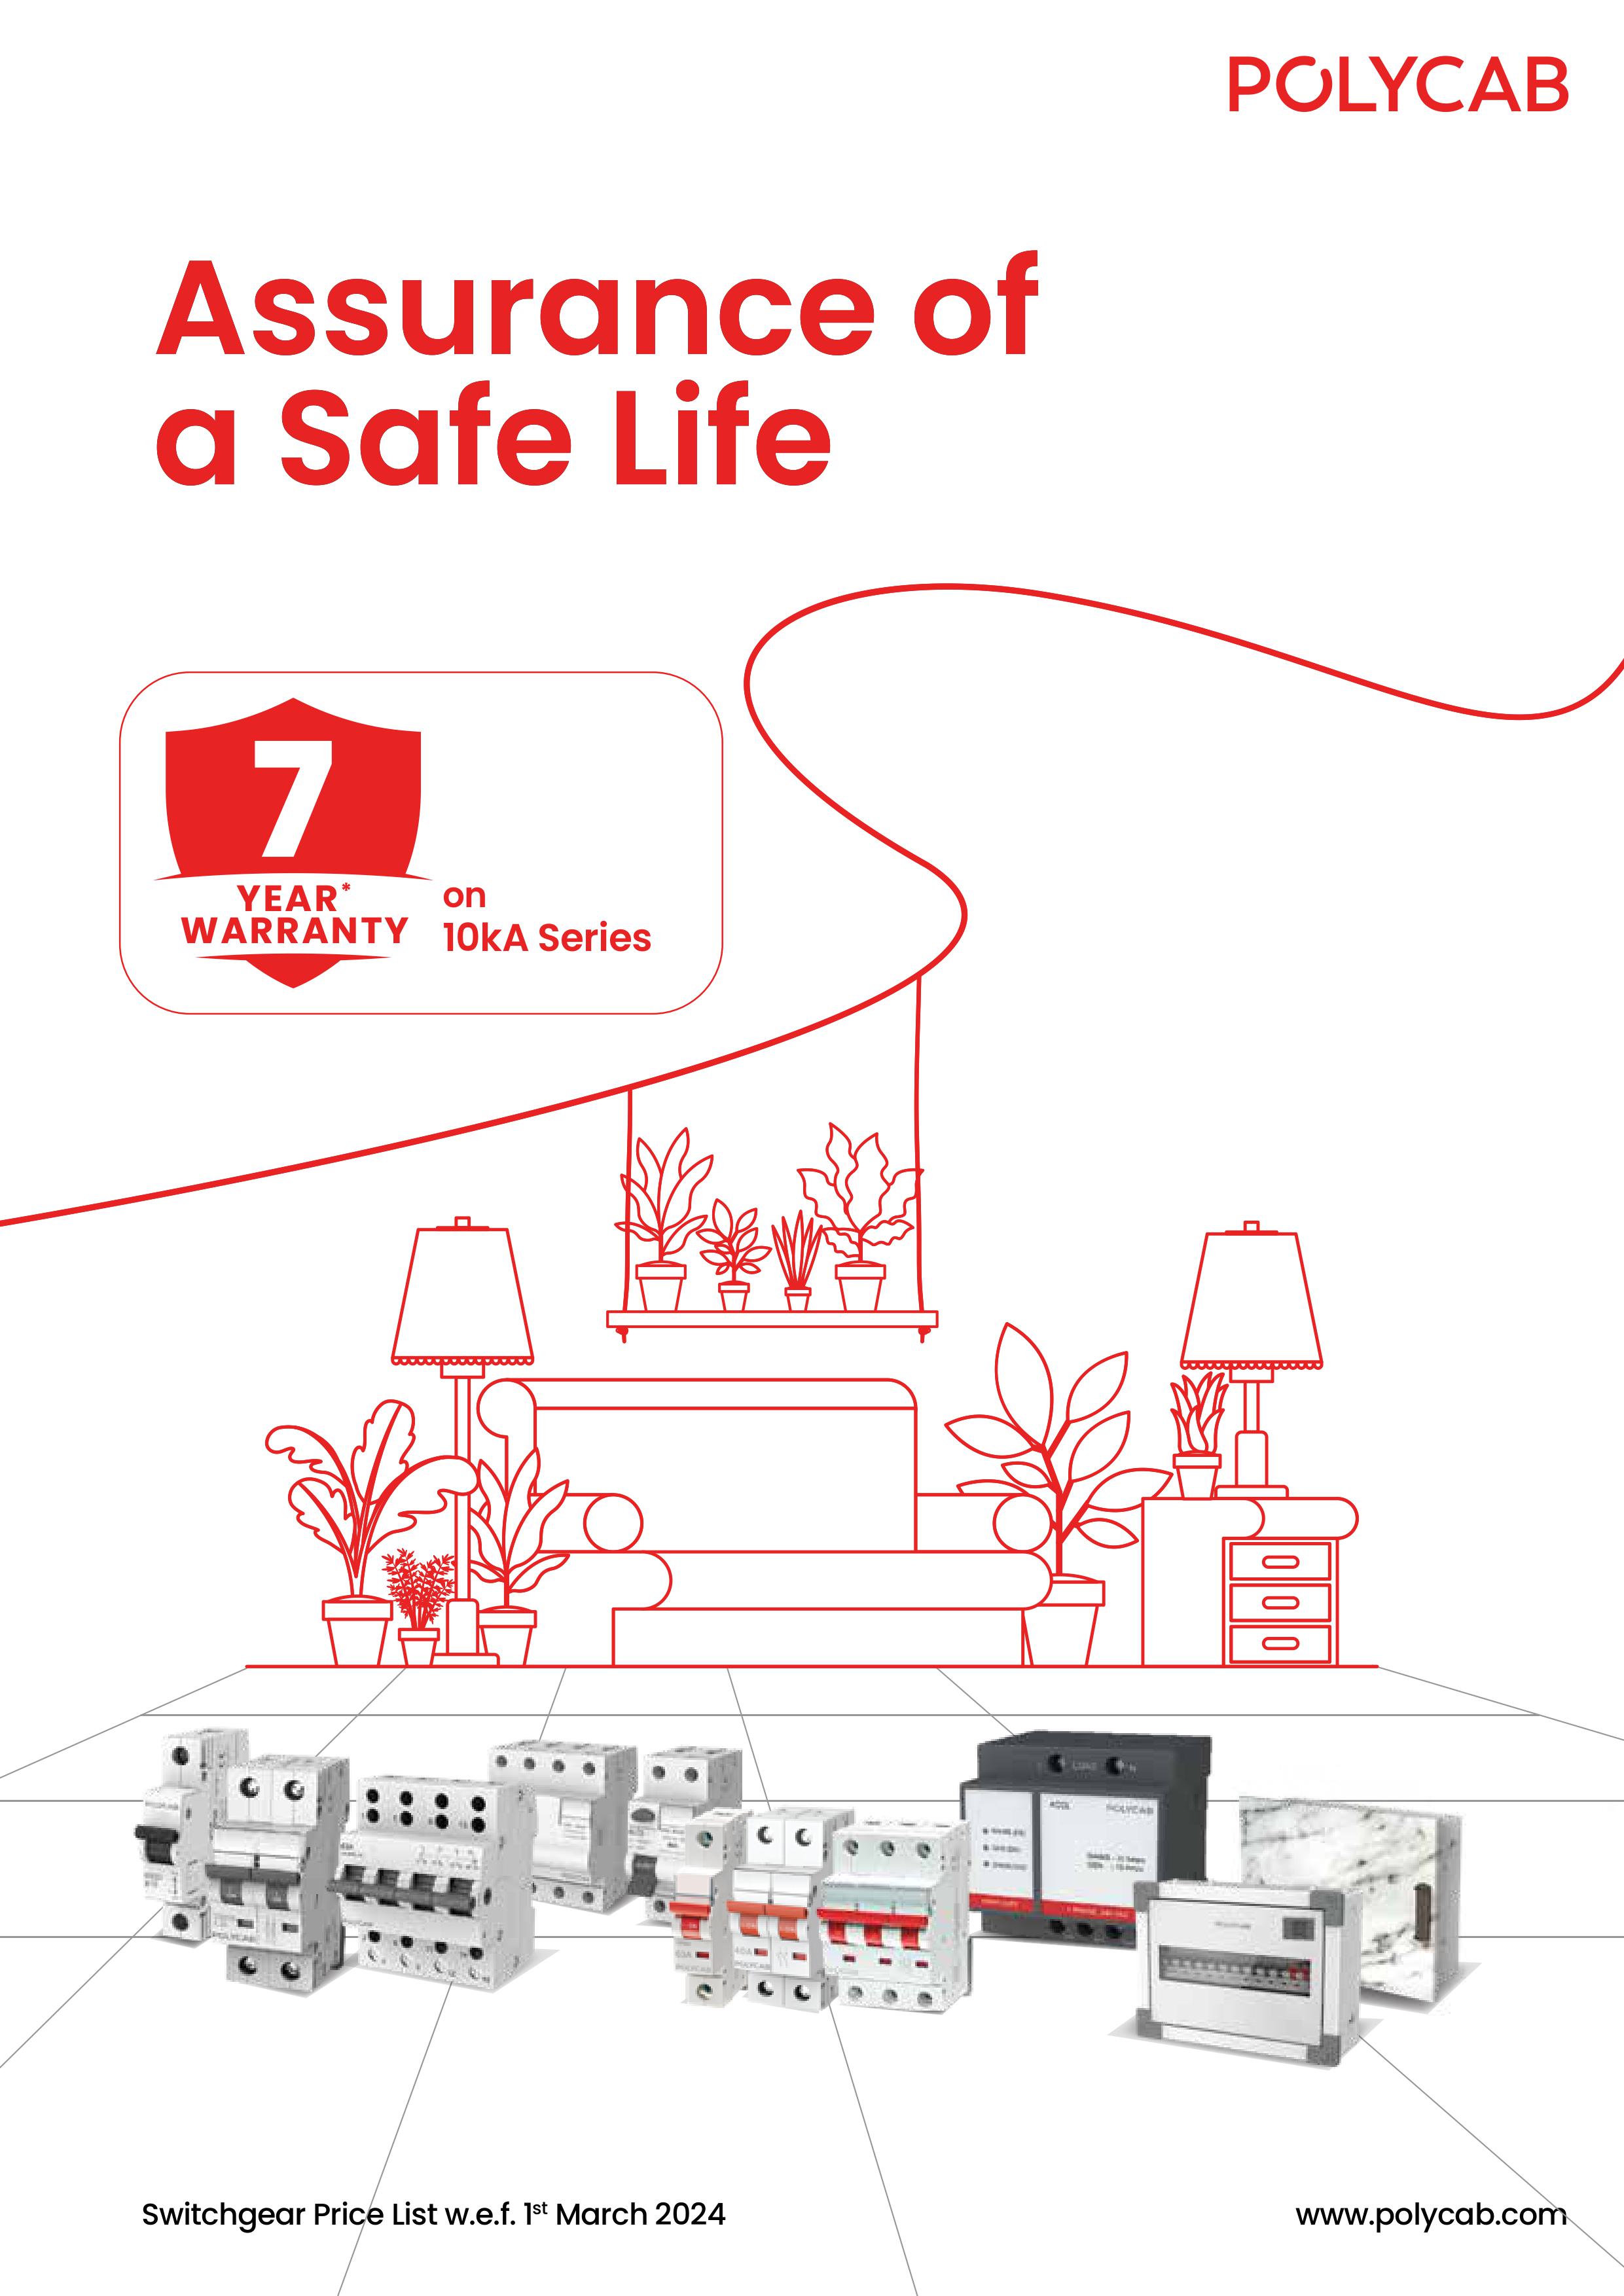 POLYCAB
Assurance of
a Safe Life
7
YEAR*
WARRANTY
on
10kA Series
Switchgear Price List w.e.f. 1st March 2024
www.polycab.com